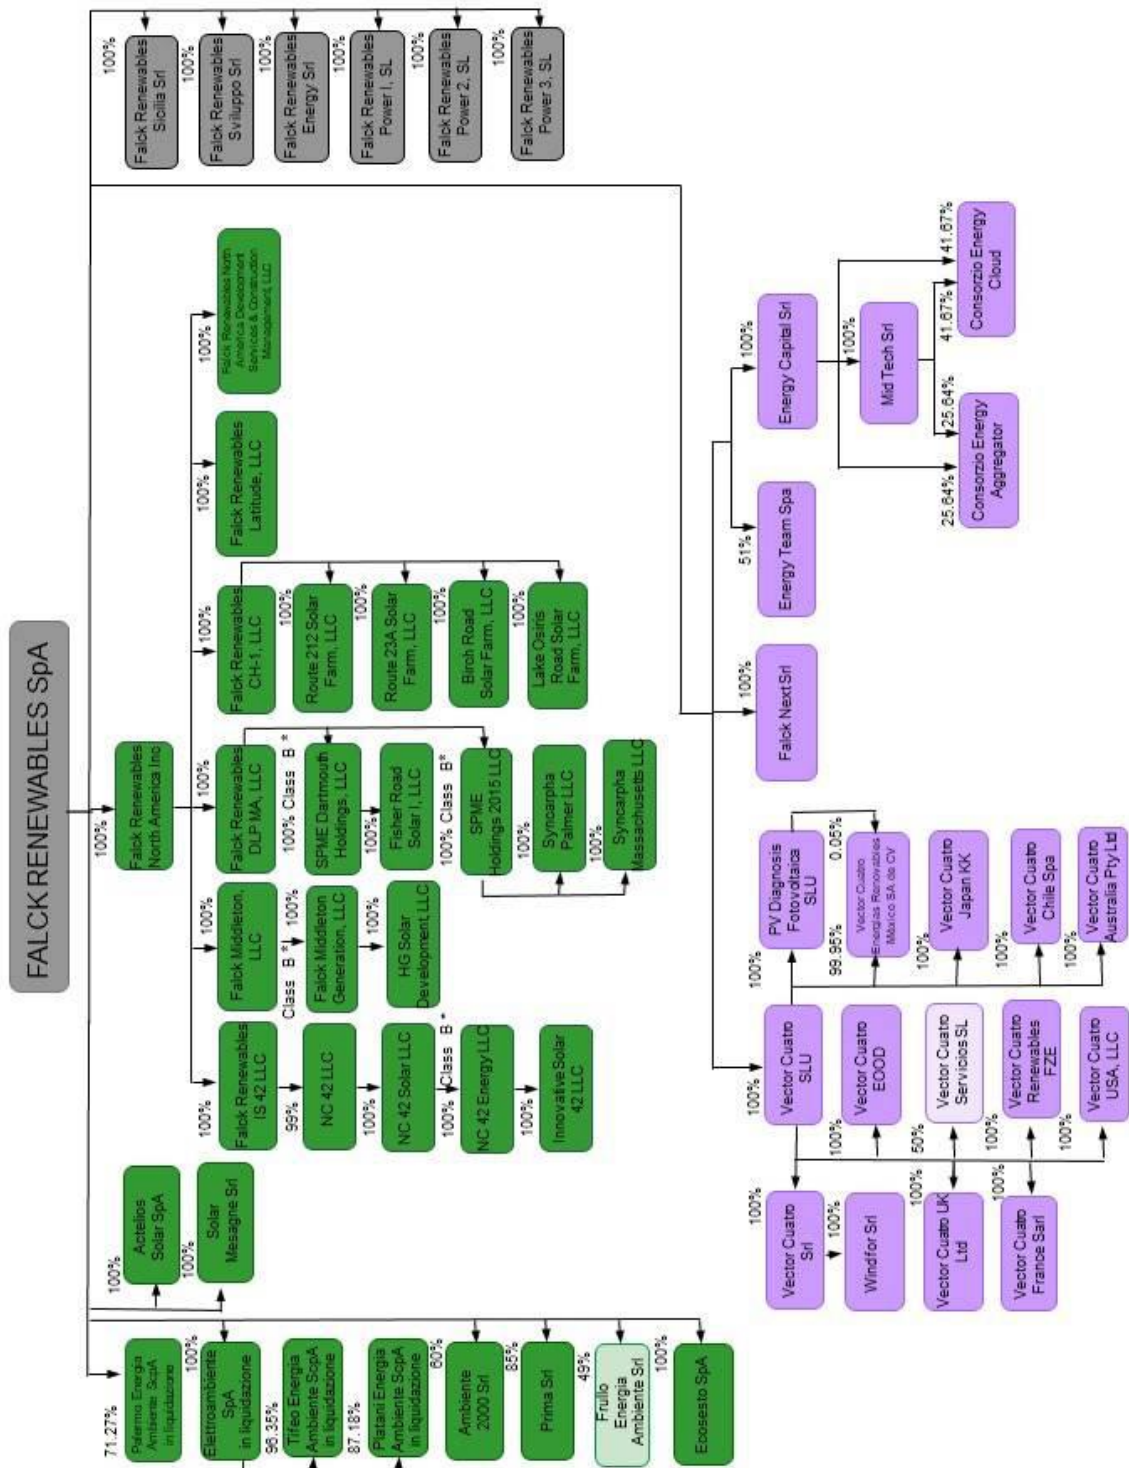 FALCK RENEWABLES SpA
71.27%
Palermo Energia
Ambiente ScpA
in liquidazione
100%
Elettroambiente
SpA
in liquidazione
96.35%
Tifeo Energia
Ambiente ScpA
in liquidazione
87.18%
Platani Energia
Ambiente ScpA
in liquidazione
60%
Ambiente
2000 Srl
85%
Prima Srl
49%
Frullo
Energia
Ambiente Srl
100%
Ecosesto SpA
100%
Actelios
Solar SpA
100%
Solar
Mesagne Srl
100%
Falck Renewables
North America Inc
100%
Falck Renewables
IS 42 LLC
99%
NC 42 LLC
100%
NC 42 Solar LLC
100% Class B *
NC 42 Energy LLC
100%
Innovative Solar
42 LLC
100%
Falck Middleton,
LLC
Class B * 100%
Falck Middleton
Generation, LLC
100%
HG Solar
Development, LLC
100%
Falck Renewables
DLP MA, LLC
100% Class B *
SPME Dartmouth
Holdings, LLC
100%
Fisher Road
Solar I, LLC
100% Class B*
SPME
Holdings 2015 LLC
100%
Syncarpha
Palmer LLC
100%
Syncarpha
Massachusetts LLC
100%
Falck Renewables
CH-1, LLC
100%
Route 212 Solar
Farm, LLC
100%
Route 23A Solar
Farm, LLC
100%
Birch Road
Solar Farm, LLC
100%
Lake Osiris
Road Solar
Farm, LLC
100%
Falck Renewables
Latitude, LLC
100%
Falck Renewables North
America Development
Services & Construction
Management, LLC
100%
Falck Renewables
Sicilia Srl
100%
Falck Renewables
Sviluppo Srl
100%
Falck Renewables
Energy Srl
100%
Falck Renewables
Power I, SL
100%
Falck Renewables
Power 2, SL
100%
Falck Renewables
Power 3, SL
100%
Vector Cuatro
SLU
100%
Vector Cuatro
Srl
100%
Windfor Srl
100%
Vector Cuatro UK
Ltd
100%
Vector Cuatro
France Sarl
100%
Vector Cuatro
EOOD
50%
Vector Cuatro
Servicios SL
100%
Vector Cuatro
Renewables
FZE
100%
Vector Cuatro
USA, LLC
100%
PV Diagnosis
Fotovoltaica
SLU
99.95% 0.05%
Vector Cuatro
Energias Renovables
México SA de CV
100%
Vector Cuatro
Japan KK
100%
Vector Cuatro
Chile Spa
100%
Vector Cuatro
Australia Pty Ltd
100%
Falck Next Srl
51%
Energy Team Spa
100%
Energy Capital Srl
100%
Mid Tech Srl
25.64% 25.64%
Consorzio Energy
Aggregator
41.67% 41.67%
Consorzio Energy
Cloud